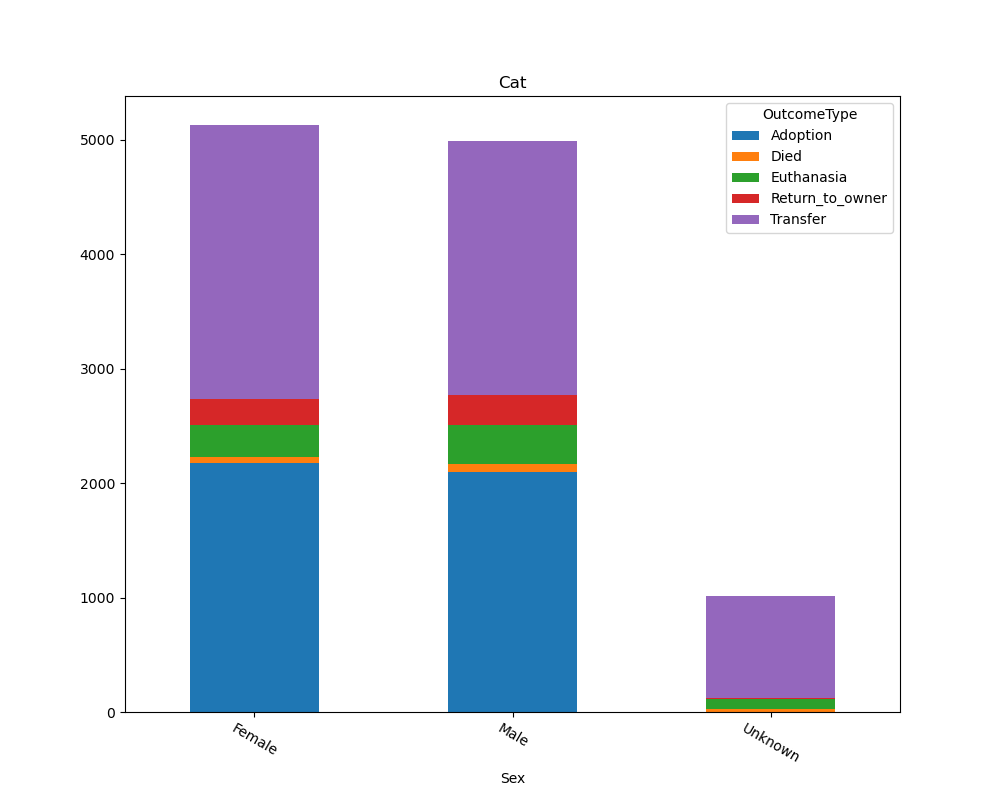 Cat
OutcomeType
Adoption
Died
Euthanasia
Return_to_owner
Transfer
5000
4000
3000
2000
1000
0
Female
Male
Unknown
Sex